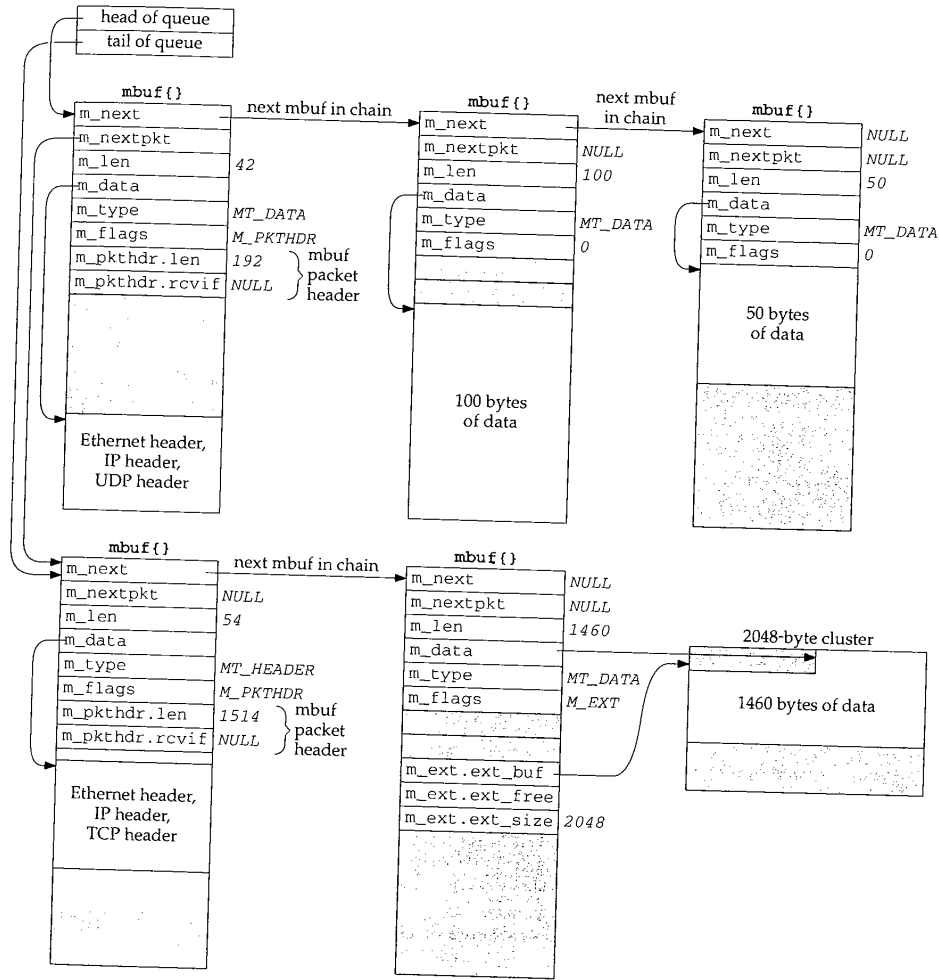 head of queue
tail of queue
mbuf{}
m_next
m_nextpkt
m_len
42
m_data
m_type
MT_DATA
m_flags
M_PKTHDR
m_pkthdr.len
192
m_pkthdr.rcvif
NULL
mbuf
packet
header
Ethernet header,
IP header,
UDP header
next mbuf in chain
mbuf{}
m_next
m_nextpkt
NULL
m_len
100
m_data
m_type
MT_DATA
m_flags
0
100 bytes
of data
next mbuf
in chain
mbuf{}
m_next
NULL
m_nextpkt
NULL
m_len
50
m_data
m_type
MT_DATA
m_flags
0
50 bytes
of data
mbuf{}
m_next
m_nextpkt
NULL
m_len
54
m_data
m_type
MT_HEADER
m_flags
M_PKTHDR
m_pkthdr.len
1514
m_pkthdr.rcvif
NULL
mbuf
packet
header
Ethernet header,
IP header,
TCP header
next mbuf in chain
mbuf{}
m_next
NULL
m_nextpkt
NULL
m_len
1460
m_data
m_type
MT_DATA
m_flags
M_EXT
m_ext.ext_buf
m_ext.ext_free
m_ext.ext_size
2048
2048-byte cluster
1460 bytes of data